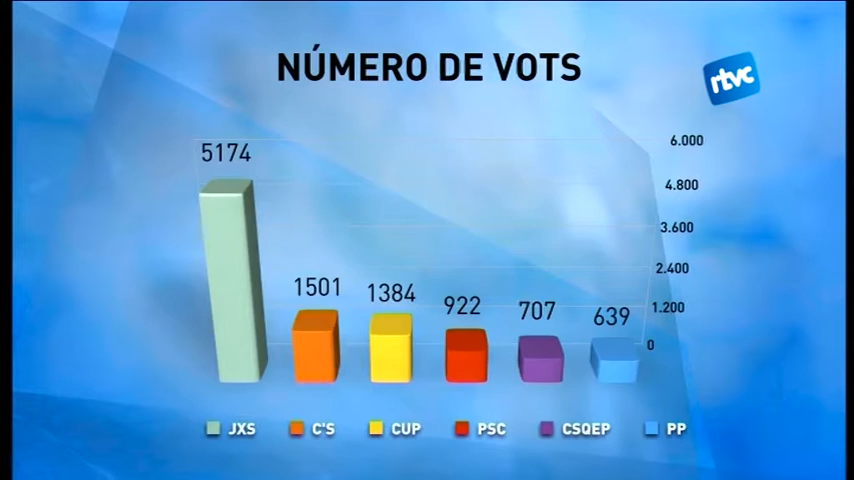 NÚMERO DE VOTS
rtvc
6.000
5174
4.800
3.600
2.400
1501
1384
922
707
639
1.200
0
JXS
C'S
CUP
PSC
CSQEP
PP